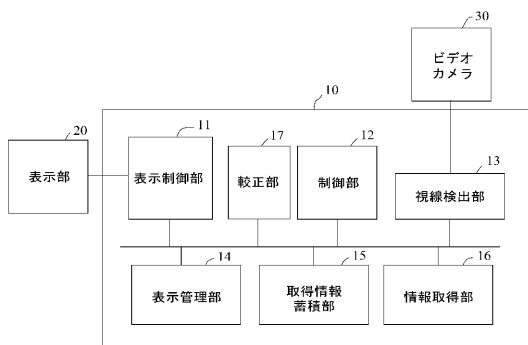 30
ビデオ
カメラ
10
20
表示部
11
表示制御部
17
較正部
12
制御部
13
視線検出部
14
表示管理部
15
取得情報
蓄積部
16
情報取得部